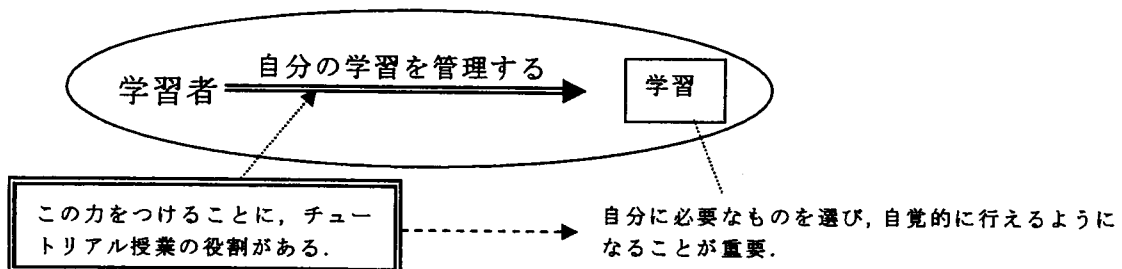 自分の学習を管理する
学習者
学習
この力をつけることに，チュー
トリアル授業の役割がある．
自分に必要なものを選び，自覚的に行えるように
なることが重要．